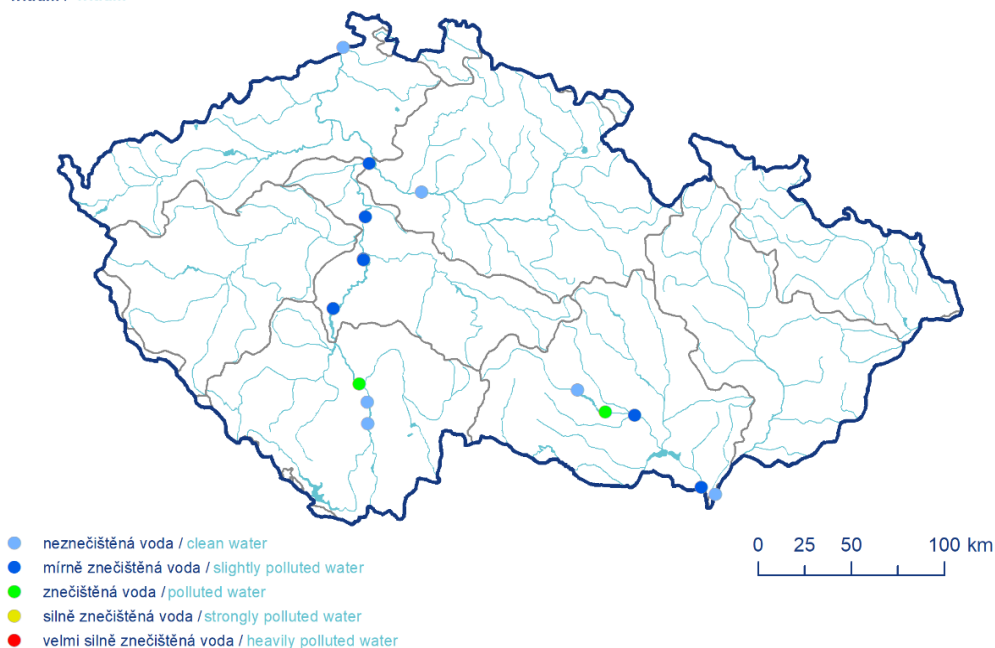 neznečištěná voda / clean water
mírně znečištěná voda / slightly polluted water
znečištěná voda / polluted water
silně znečištěná voda / strongly polluted water
velmi silně znečištěná voda / heavily polluted water
0 25 50 100 km